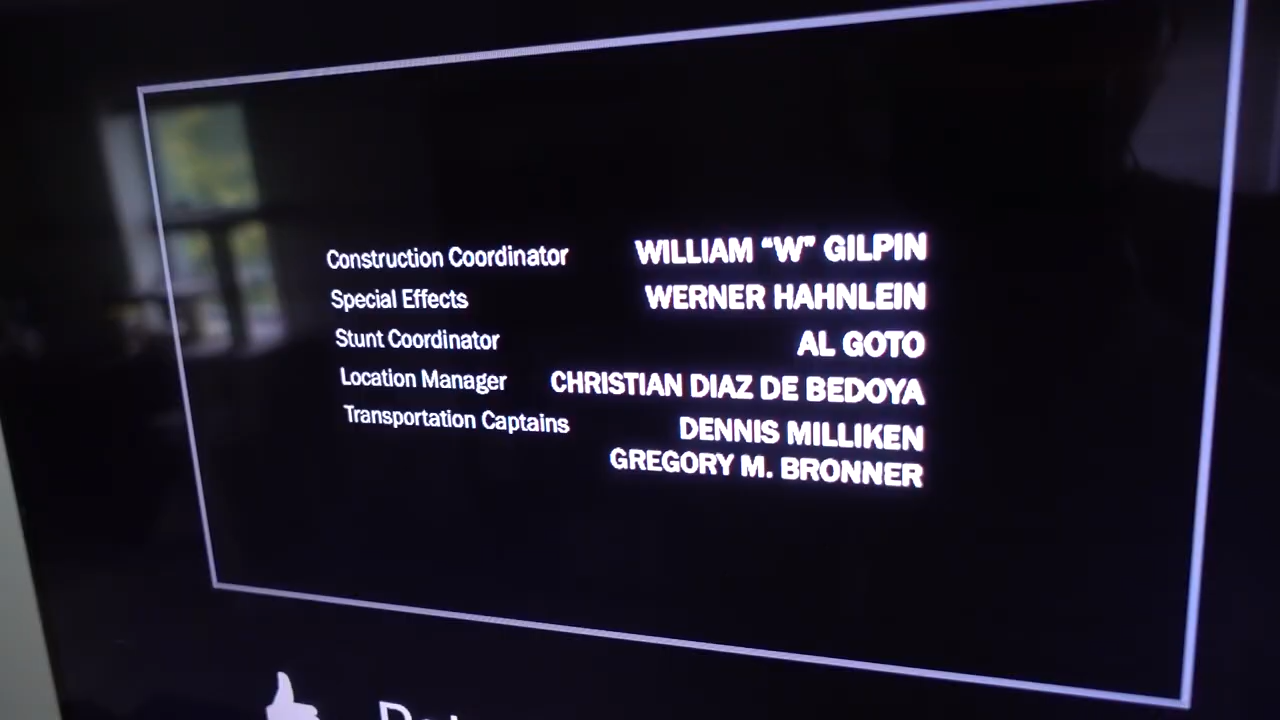 Construction Coordinator WILLIAM “W” GILPIN
Special Effects WERNER HAHNLEIN
Stunt Coordinator AL GOTO
Location Manager CHRISTIAN DIAZ DE BEDOYA
Transportation Captains DENNIS MILLIKEN
GREGORY M. BRONNER